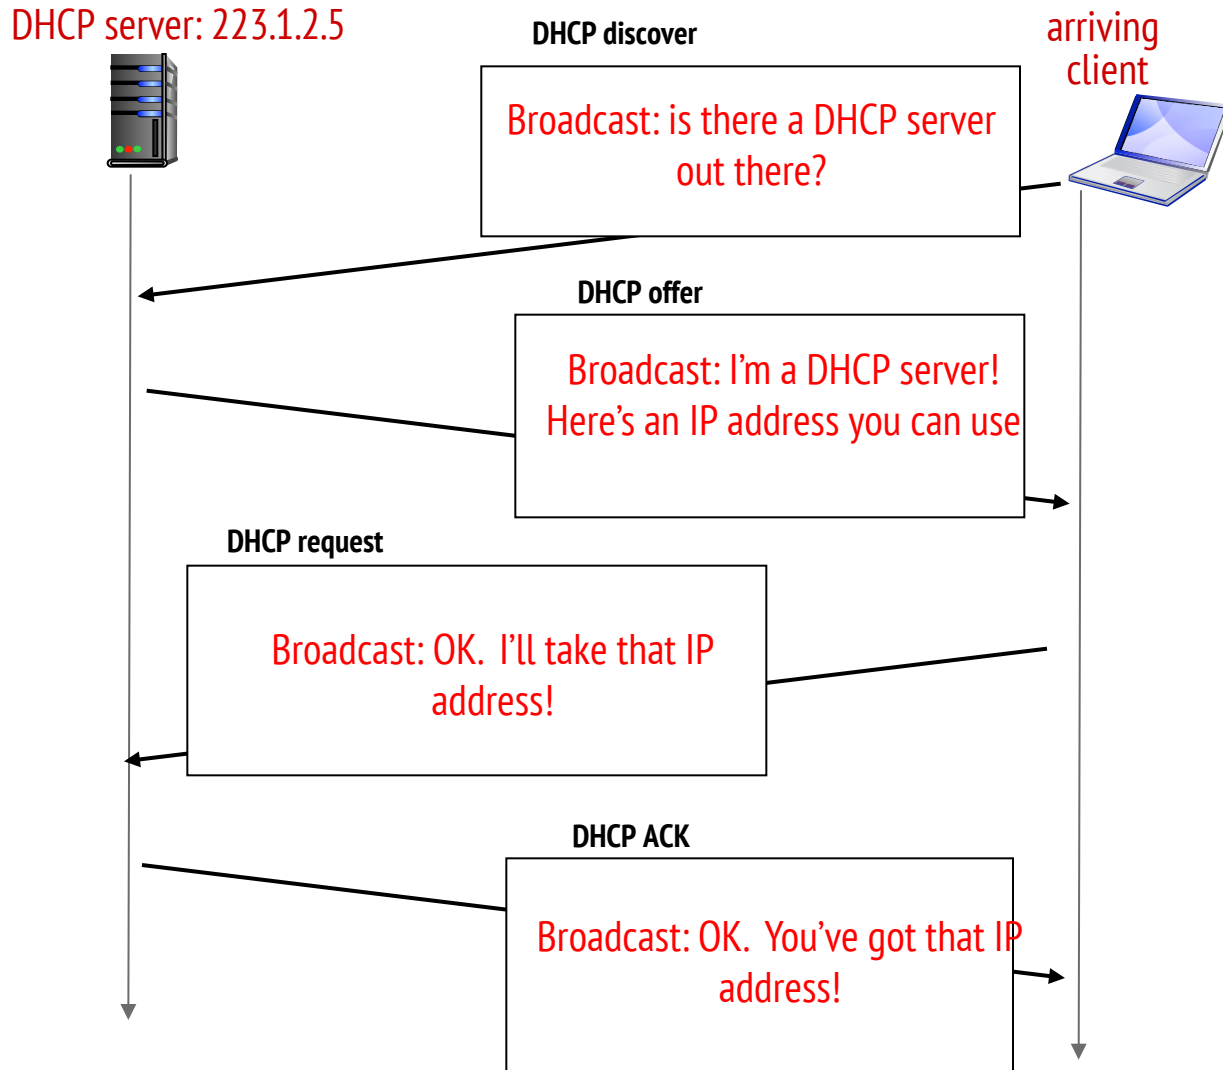 DHCP server: 223.1.2.5
DHCP discover
arriving
client
Broadcast: is there a DHCP server
out there?
DHCP offer
Broadcast: I’m a DHCP server!
Here’s an IP address you can use
DHCP request
Broadcast: OK.  I’ll take that IP
address!
DHCP ACK
Broadcast: OK.  You’ve got that IP
address!